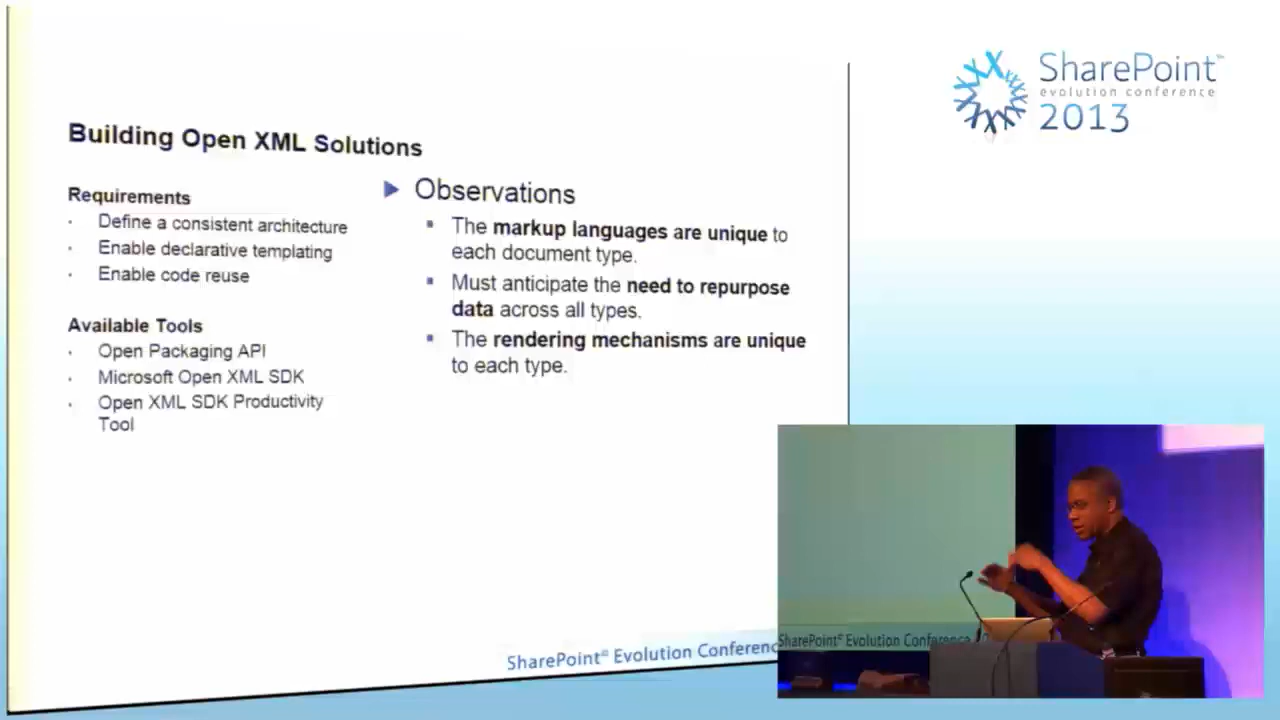 SharePoint™
evolution conference
2013
Building Open XML Solutions
Requirements
· Define a consistent architecture
· Enable declarative templating
· Enable code reuse
Available Tools
· Open Packaging API
· Microsoft Open XML SDK
· Open XML SDK Productivity
Tool
Observations
▪ The markup languages are unique to
each document type.
▪ Must anticipate the need to repurpose
data across all types.
▪ The rendering mechanisms are unique
to each type.
SharePoint® Evolution Conferenc
SharePoint® Evolution Conference